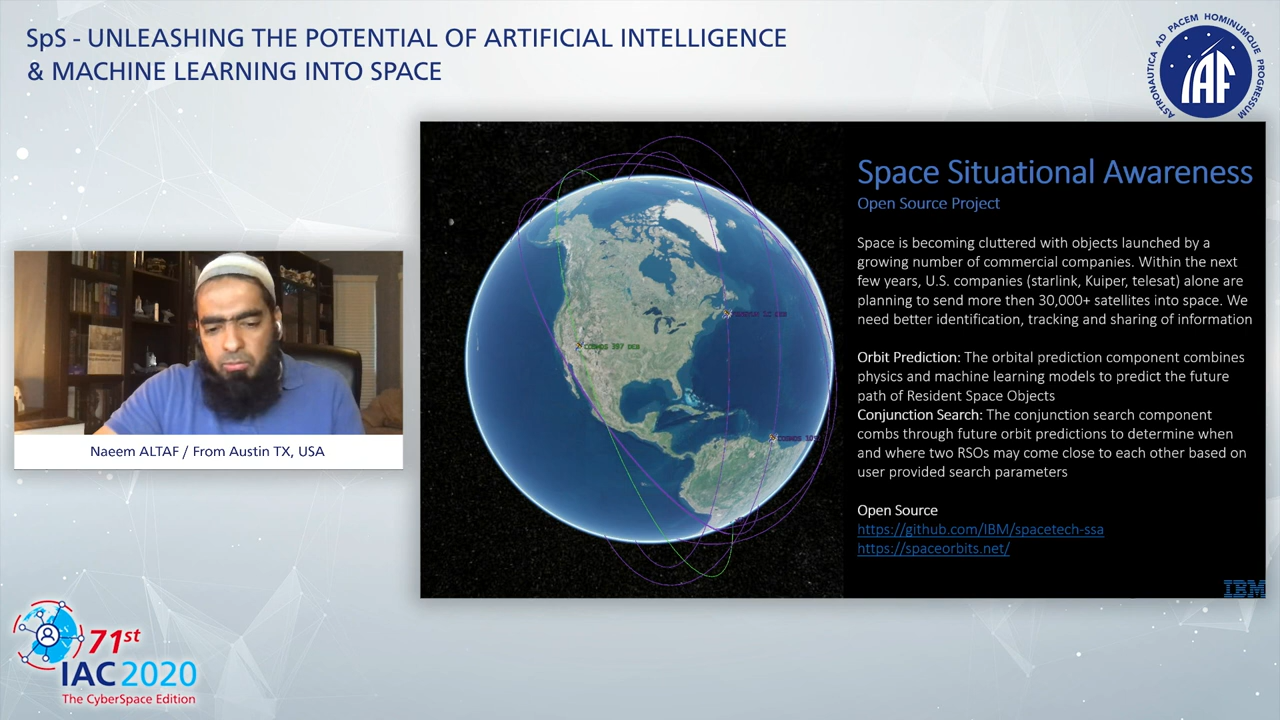 SpS - UNLEASHING THE POTENTIAL OF ARTIFICIAL INTELLIGENCE
& MACHINE LEARNING INTO SPACE
ASTRONAUTICA AD PACEM HOMINUMQUE PROGRESSUM
IAF
Space Situational Awareness
Open Source Project
Space is becoming cluttered with objects launched by a
growing number of commercial companies. Within the next
few years, U.S. companies (starlink, Kuiper, telesat) alone are
planning to send more then 30,000+ satellites into space. We
need better identification, tracking and sharing of information
Orbit Prediction: The orbital prediction component combines
physics and machine learning models to predict the future
path of Resident Space Objects
Conjunction Search: The conjunction search component
combs through future orbit predictions to determine when
and where two RSOs may come close to each other based on
user provided search parameters
Open Source
https://github.com/IBM/spacetech-ssa
https://spaceorbits.net/
IBM
COSMOS 397 DEB
COSMOS
Naeem ALTAF / From Austin TX, USA
71st
IAC 2020
The CyberSpace Edition